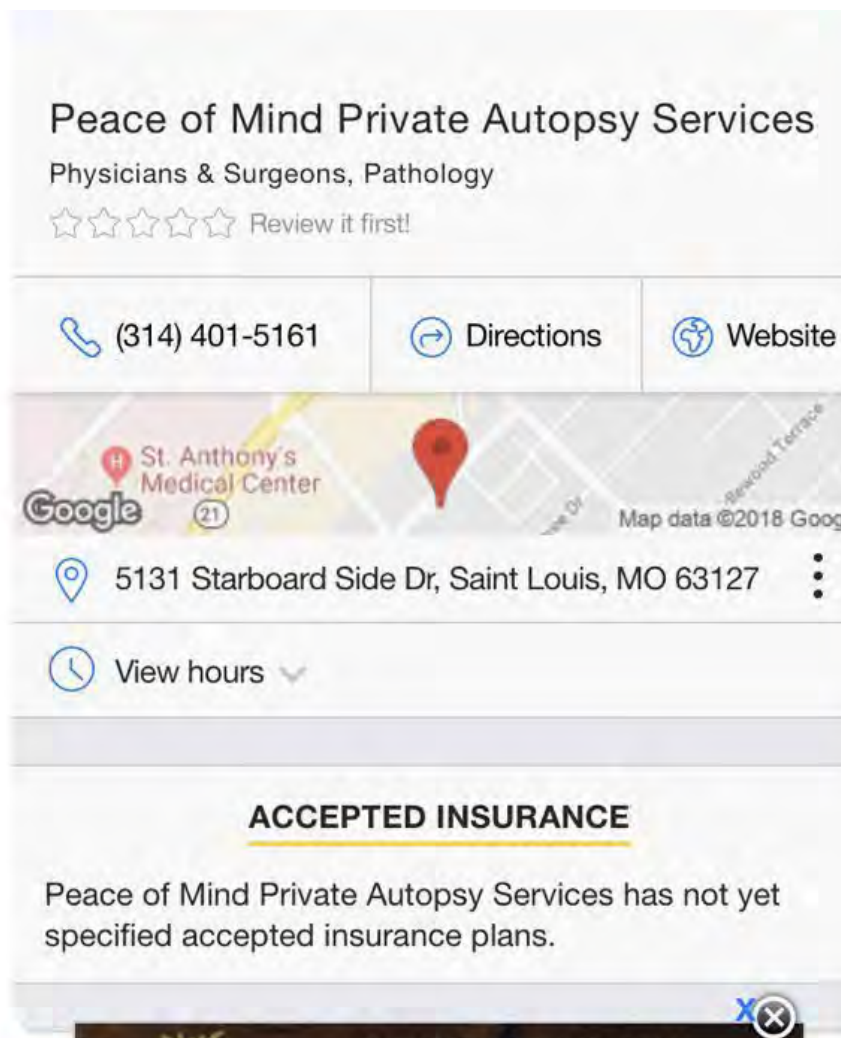 Peace of Mind Private Autopsy Services
Physicians & Surgeons, Pathology
Review it first!
(314) 401-5161
Directions
Website
St. Anthony's
Medical Center
Google
21
Terrace
Map data ©2018 Goog
5131 Starboard Side Dr, Saint Louis, MO 63127
View hours
ACCEPTED INSURANCE
Peace of Mind Private Autopsy Services has not yet
specified accepted insurance plans.
X